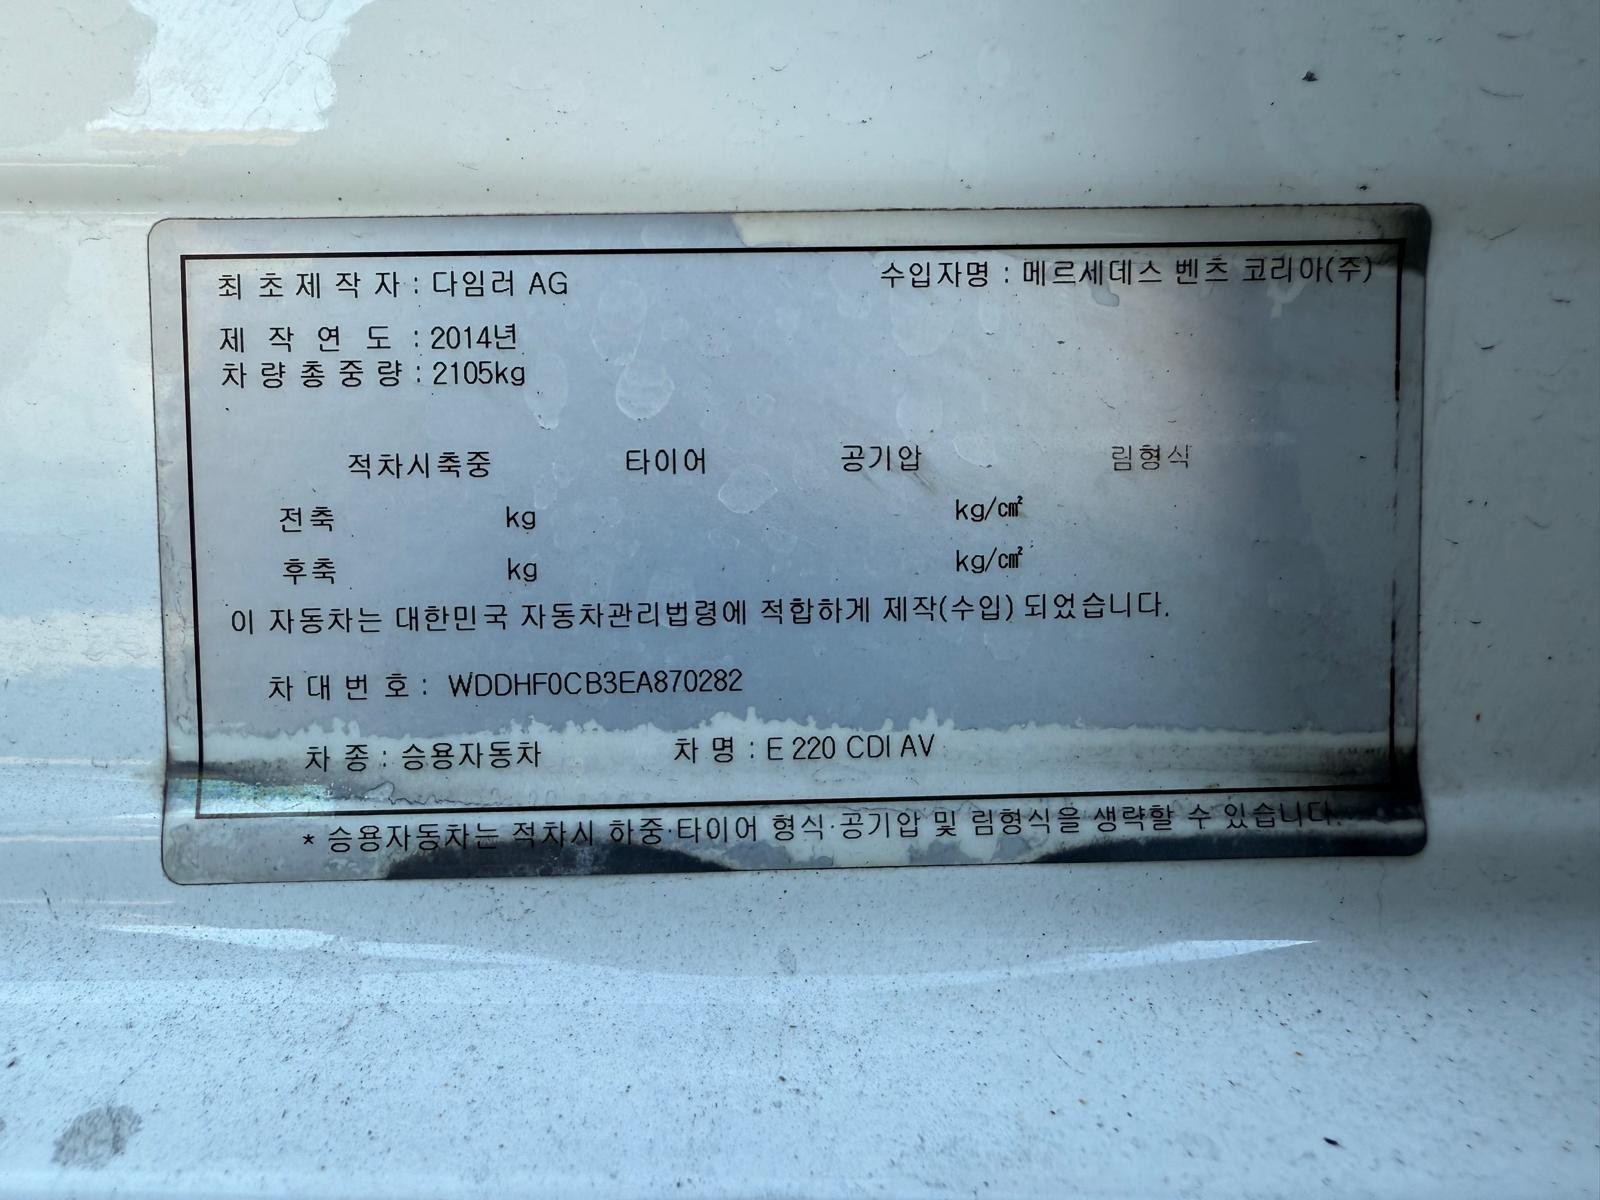 최초제작자 : 다임러 AG 수입자명 : 메르세데스 벤츠 코리아(주)
제작연도 : 2014년
차량총중량 : 2105kg
적차시축중 타이어 공기압 림형식
전축 kg kg/㎠
후축 kg kg/㎠
이 자동차는 대한민국 자동차관리법령에 적합하게 제작(수입) 되었습니다.
차대번호 : WDDHF0CB3EA870282
차종 : 승용자동차 차명 : E 220 CDI AV
* 승용자동차는 적차시 하중·타이어 형식·공기압 및 림형식을 생략할 수 있습니다.